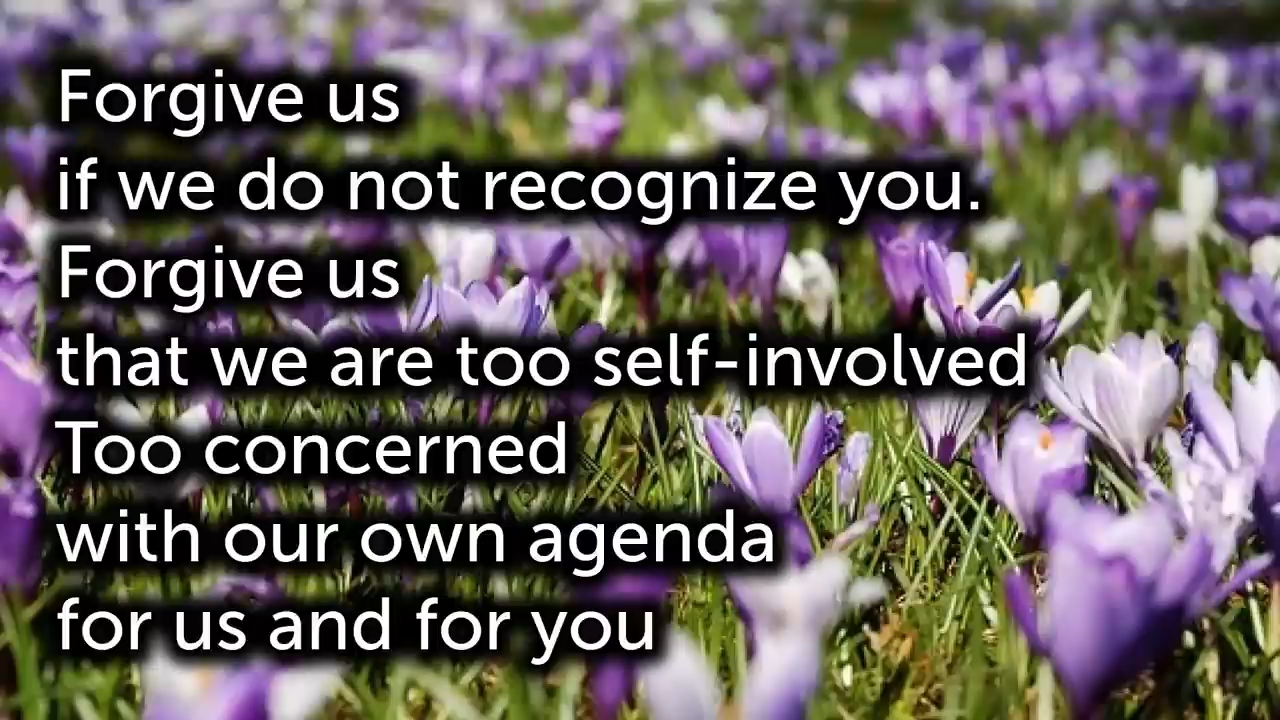 Forgive us
if we do not recognize you.
Forgive us
that we are too self-involved
Too concerned
with our own agenda
for us and for you